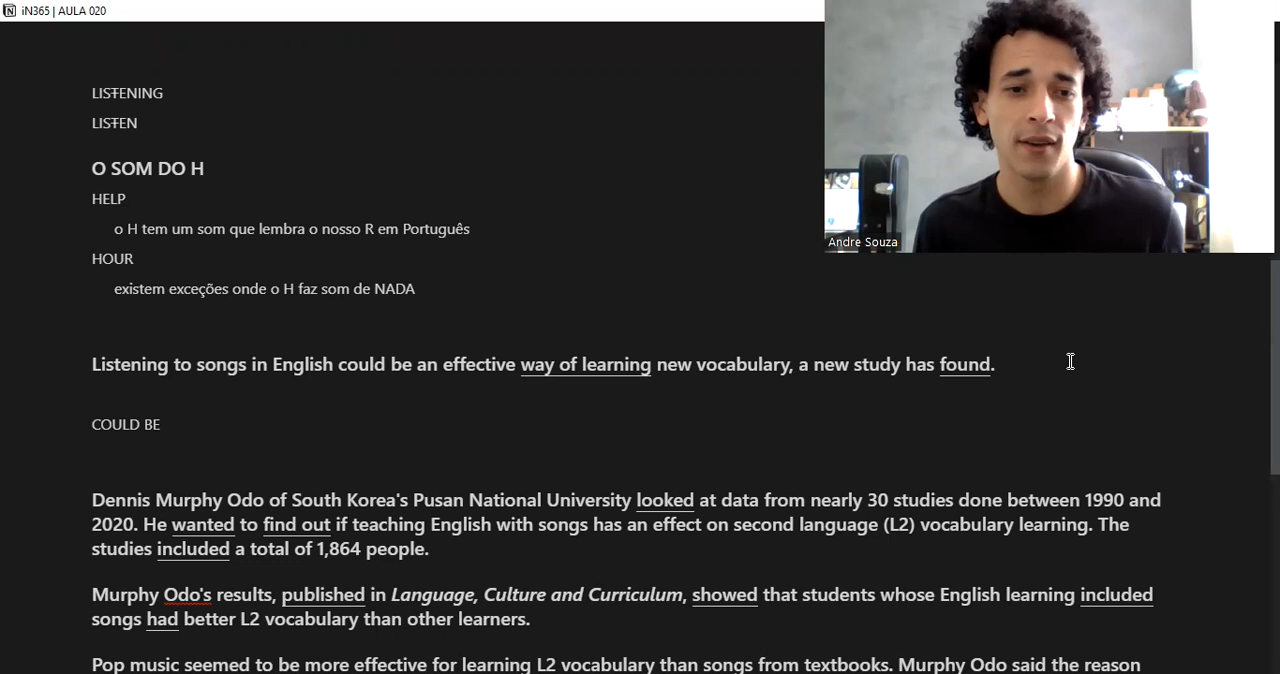 iN365 | AULA 020
LISTENING
LISTEN
O SOM DO H
HELP
o H tem um som que lembra o nosso R em Português
HOUR
existem exceções onde o H faz som de NADA
Andre Souza
Listening to songs in English could be an effective way of learning new vocabulary, a new study has found.
COULD BE
Dennis Murphy Odo of South Korea's Pusan National University looked at data from nearly 30 studies done between 1990 and
2020. He wanted to find out if teaching English with songs has an effect on second language (L2) vocabulary learning. The
studies included a total of 1,864 people.
Murphy Odo's results, published in Language, Culture and Curriculum, showed that students whose English learning included
songs had better L2 vocabulary than other learners.
Pop music seemed to be more effective for learning L2 vocabulary than songs from textbooks. Murphy Odo said the reason